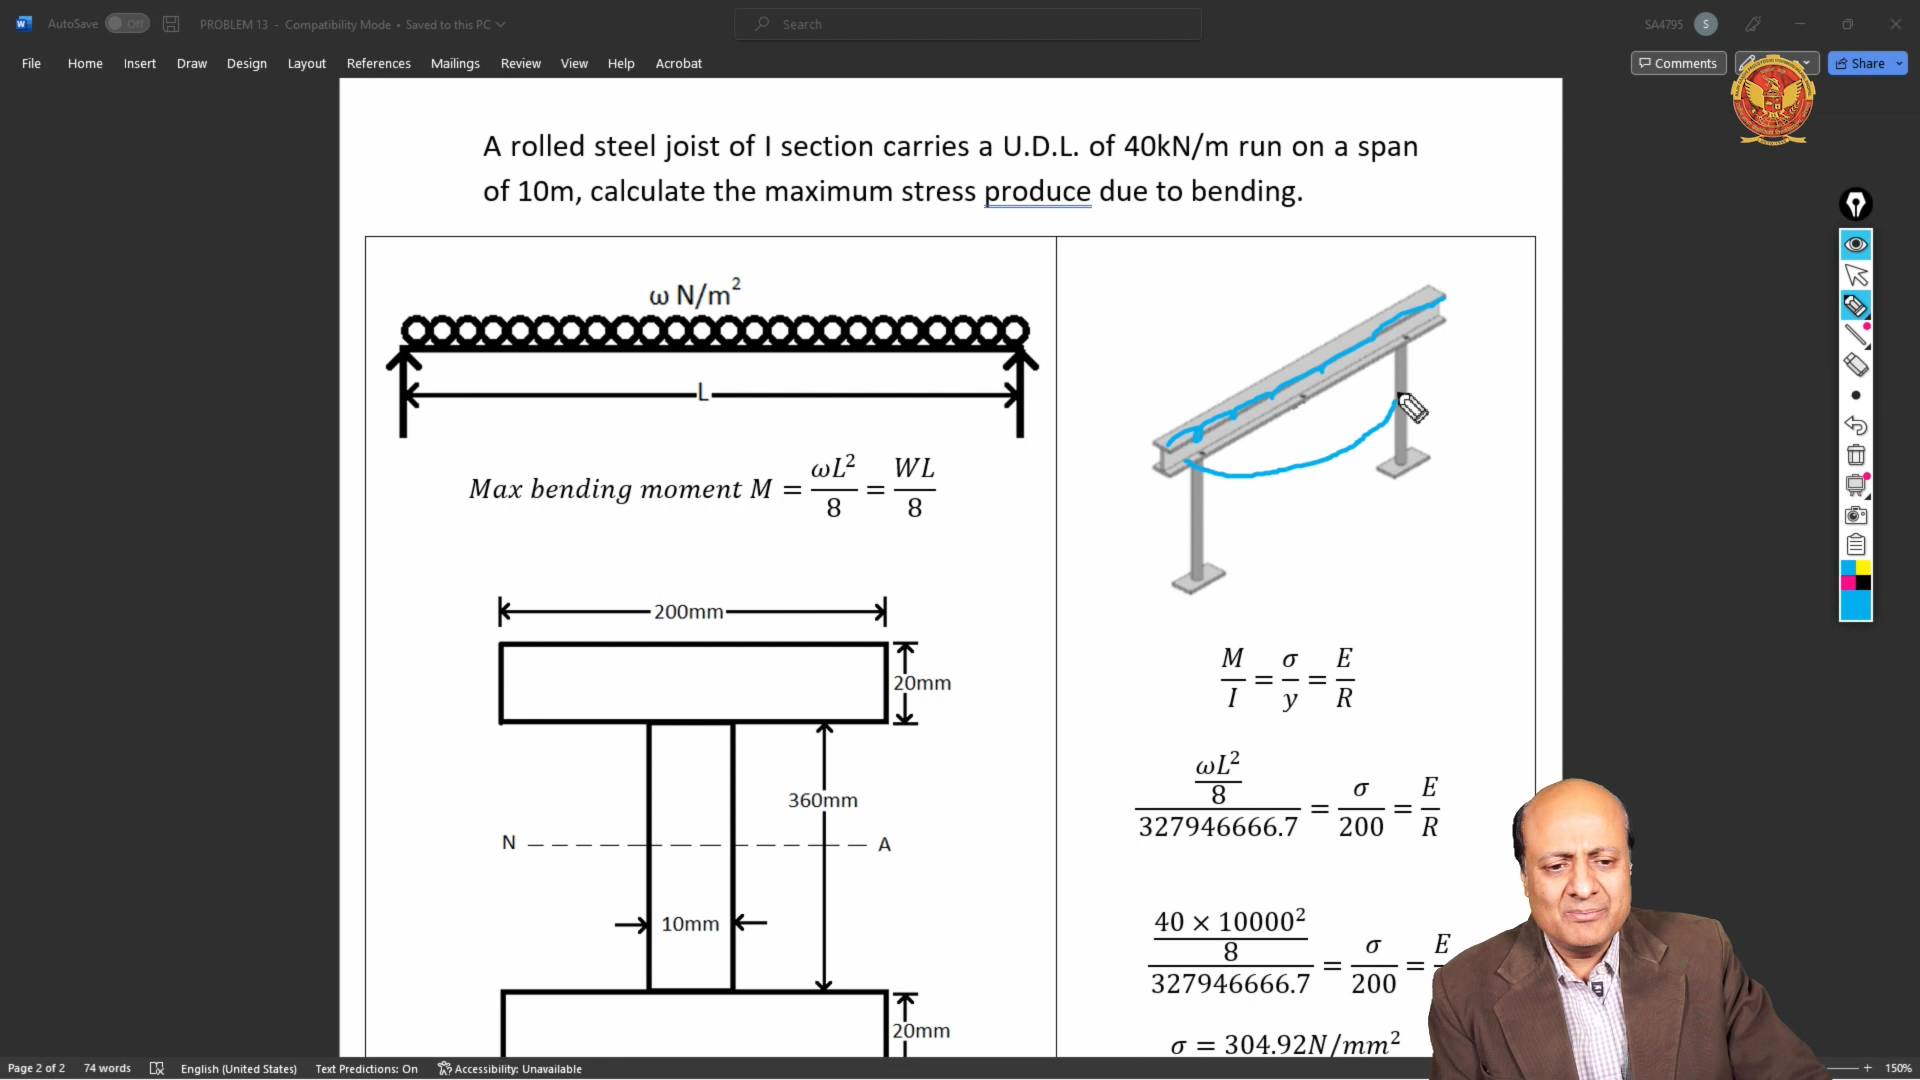 AutoSave Off PROBLEM 13 - Compatibility Mode • Saved to this PC Search SA4795 S
File Home Insert Draw Design Layout References Mailings Review View Help Acrobat Comments Share
A rolled steel joist of I section carries a U.D.L. of 40kN/m run on a span
of 10m, calculate the maximum stress produce due to bending.
ω N/m²
L
Max bending moment M = ωL²/8 = WL/8
200mm
20mm
360mm
N A
10mm
20mm
M/I = σ/y = E/R
ωL²/8 / 327946666.7 = σ/200 = E/R
40 × 10000²/8 / 327946666.7 = σ/200 = E
σ = 304.92N/mm²
Page 2 of 2 74 words English (United States) Text Predictions: On Accessibility: Unavailable 150%